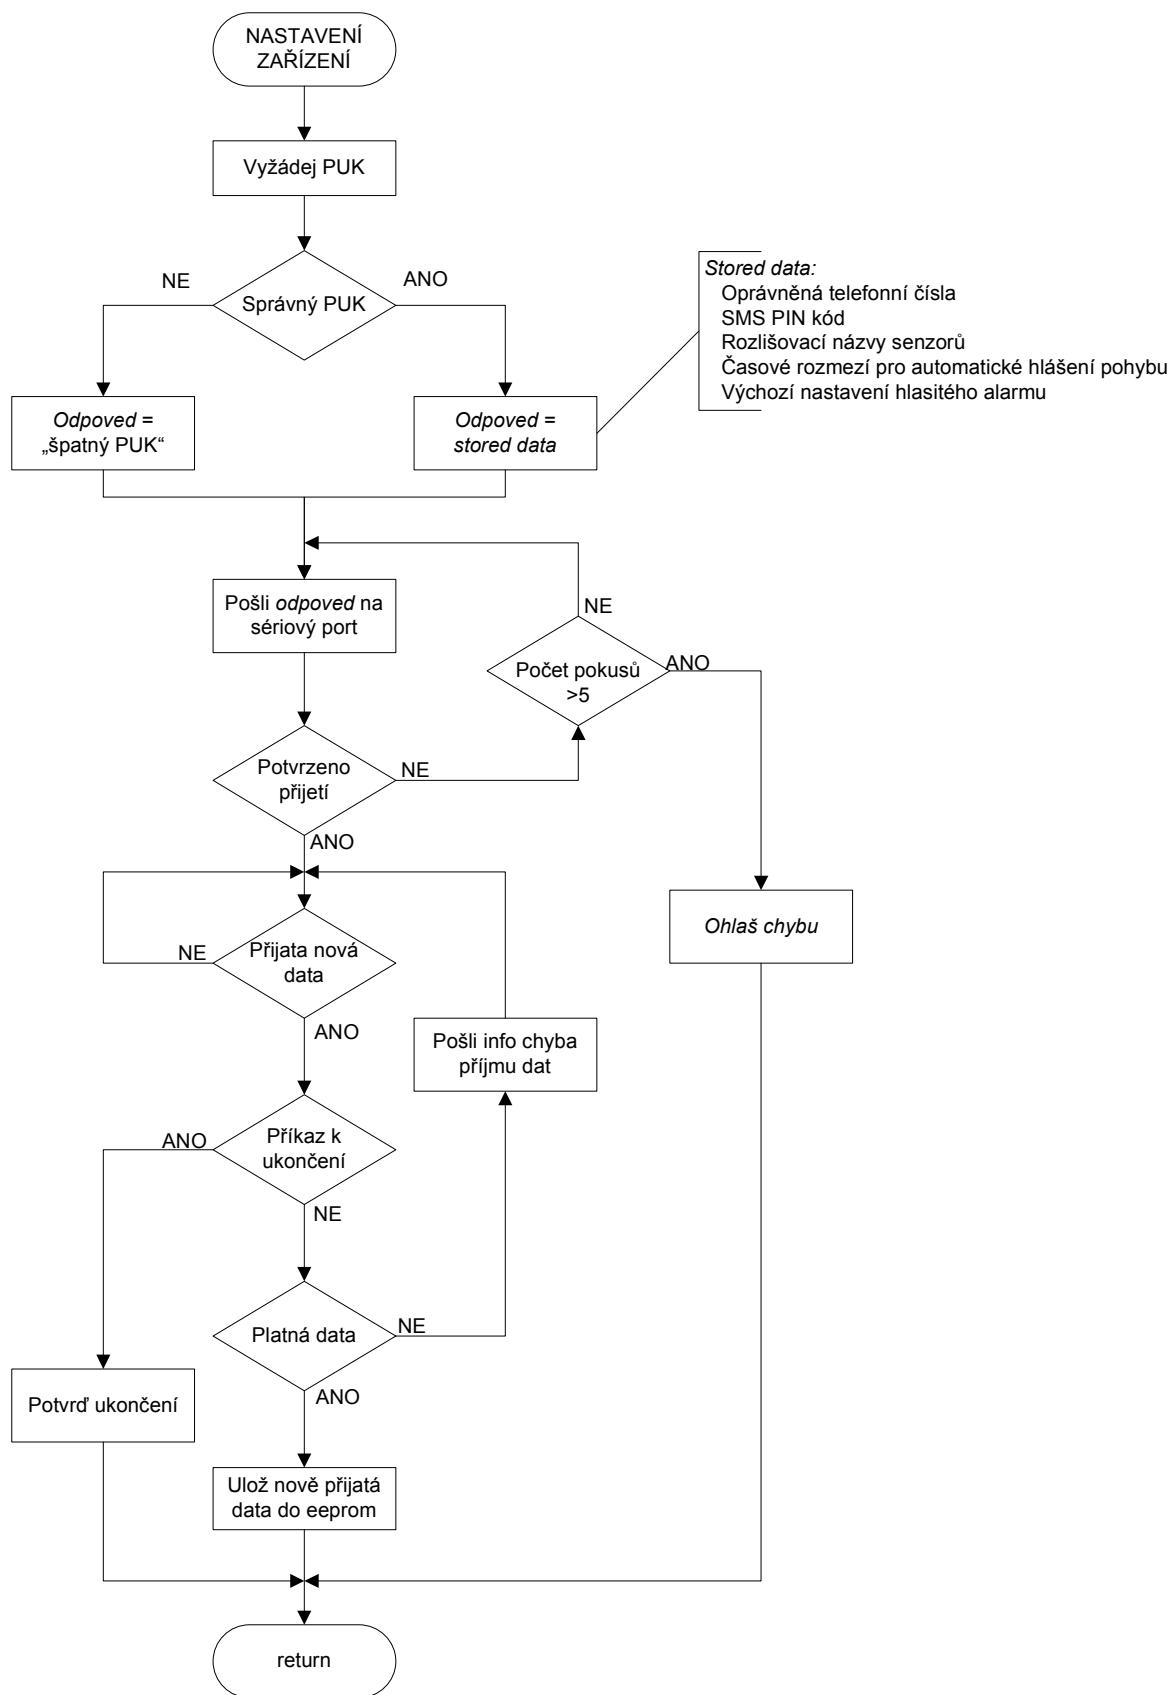 NASTAVENÍ
ZAŘÍZENÍ
Vyžádej PUK
NE
ANO
Správný PUK
Stored data:
Oprávněná telefonní čísla
SMS PIN kód
Rozlišovací názvy senzorů
Časové rozmezí pro automatické hlášení pohybu
Výchozí nastavení hlasitého alarmu
Odpoved =
„špatný PUK“
Odpoved =
stored data
Pošli odpoved na
sériový port
NE
Počet pokusů
>5
ANO
Potvrzeno
přijetí
NE
ANO
NE
Přijata nová
data
Ohlaš chybu
ANO
Pošli info chyba
příjmu dat
ANO
Příkaz k
ukončení
NE
Platná data
NE
ANO
Potvrď ukončení
Ulož nově přijatá
data do eeprom
return